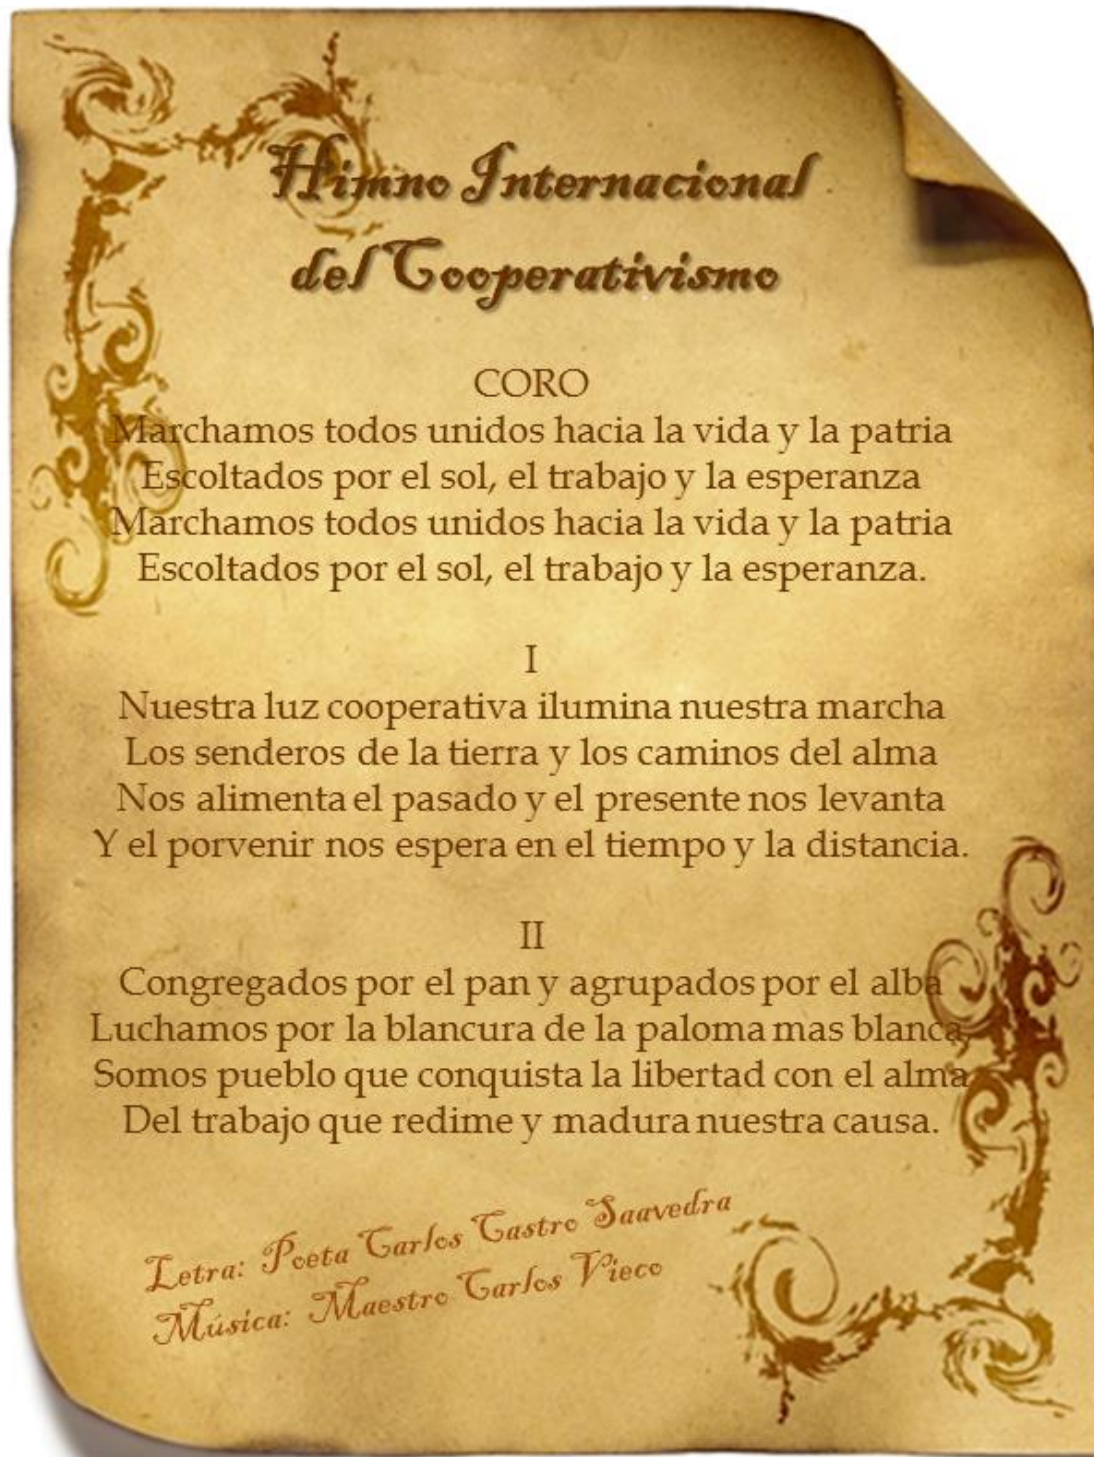 Himno Internacional
del Cooperativismo
CORO
Marchamos todos unidos hacia la vida y la patria
Escoltados por el sol, el trabajo y la esperanza
Marchamos todos unidos hacia la vida y la patria
Escoltados por el sol, el trabajo y la esperanza.
I
Nuestra luz cooperativa ilumina nuestra marcha
Los senderos de la tierra y los caminos del alma
Nos alimenta el pasado y el presente nos levanta
Y el porvenir nos espera en el tiempo y la distancia.
II
Congregados por el pan y agrupados por el alba
Luchamos por la blancura de la paloma mas blanca,
Somos pueblo que conquista la libertad con el alma
Del trabajo que redime y madura nuestra causa.
Letra: Poeta Carlos Castro Saavedra
Música: Maestro Carlos Vieco